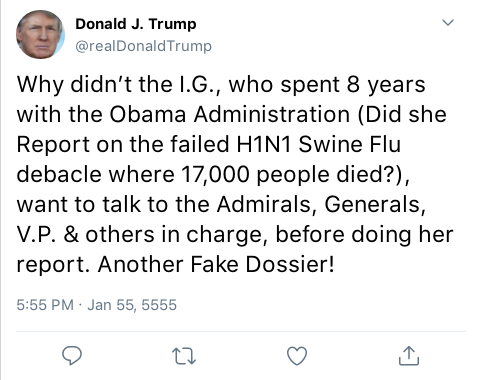 Donald J. Trump
@realDonaldTrump
Why didn’t the I.G., who spent 8 years
with the Obama Administration (Did she
Report on the failed H1N1 Swine Flu
debacle where 17,000 people died?),
want to talk to the Admirals, Generals,
V.P. & others in charge, before doing her
report. Another Fake Dossier!
5:55 PM · Jan 55, 5555